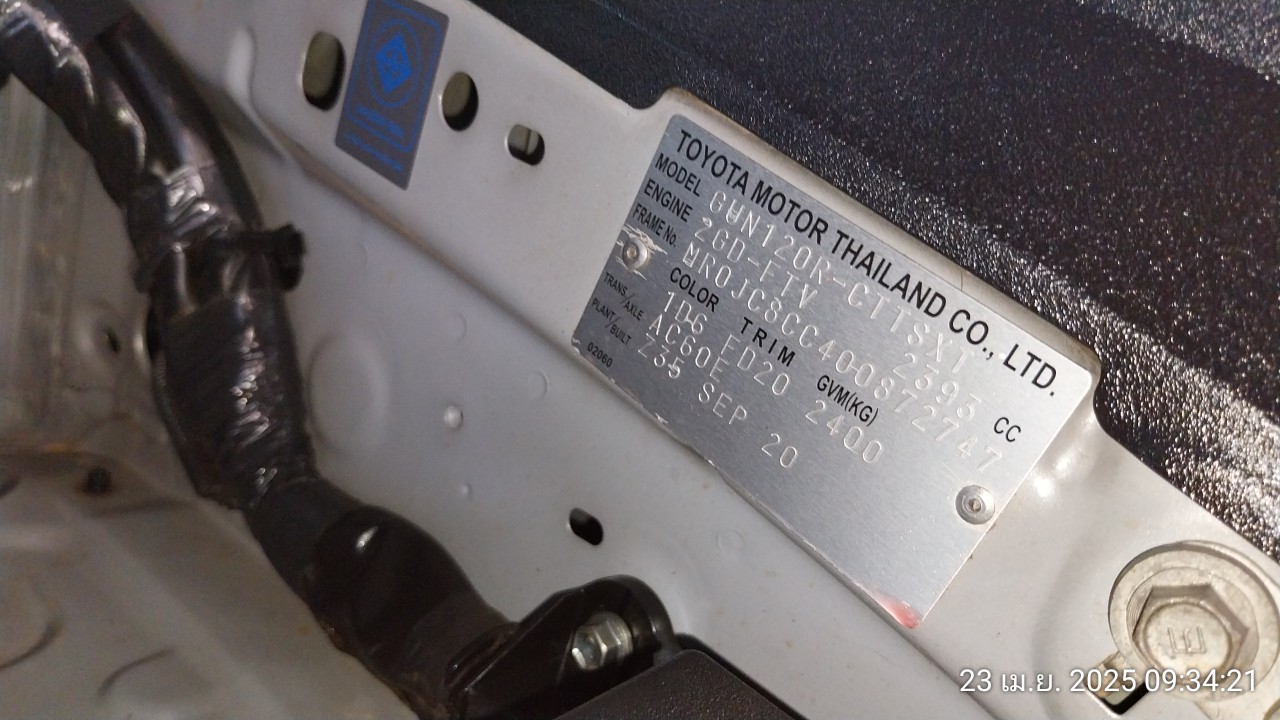 TOYOTA MOTOR THAILAND CO., LTD.
MODEL GUN120R-CTTSXT
ENGINE 2GD-FTV 2393 CC
FRAME No. MR0JC8CC400872747
COLOR TRIM GVM(KG)
1D6 FD20 2400
TRANS./AXLE AC60E
PLANT/BUILT Z35 SEP 20
02060
23 เม.ย. 2025 09:34:21